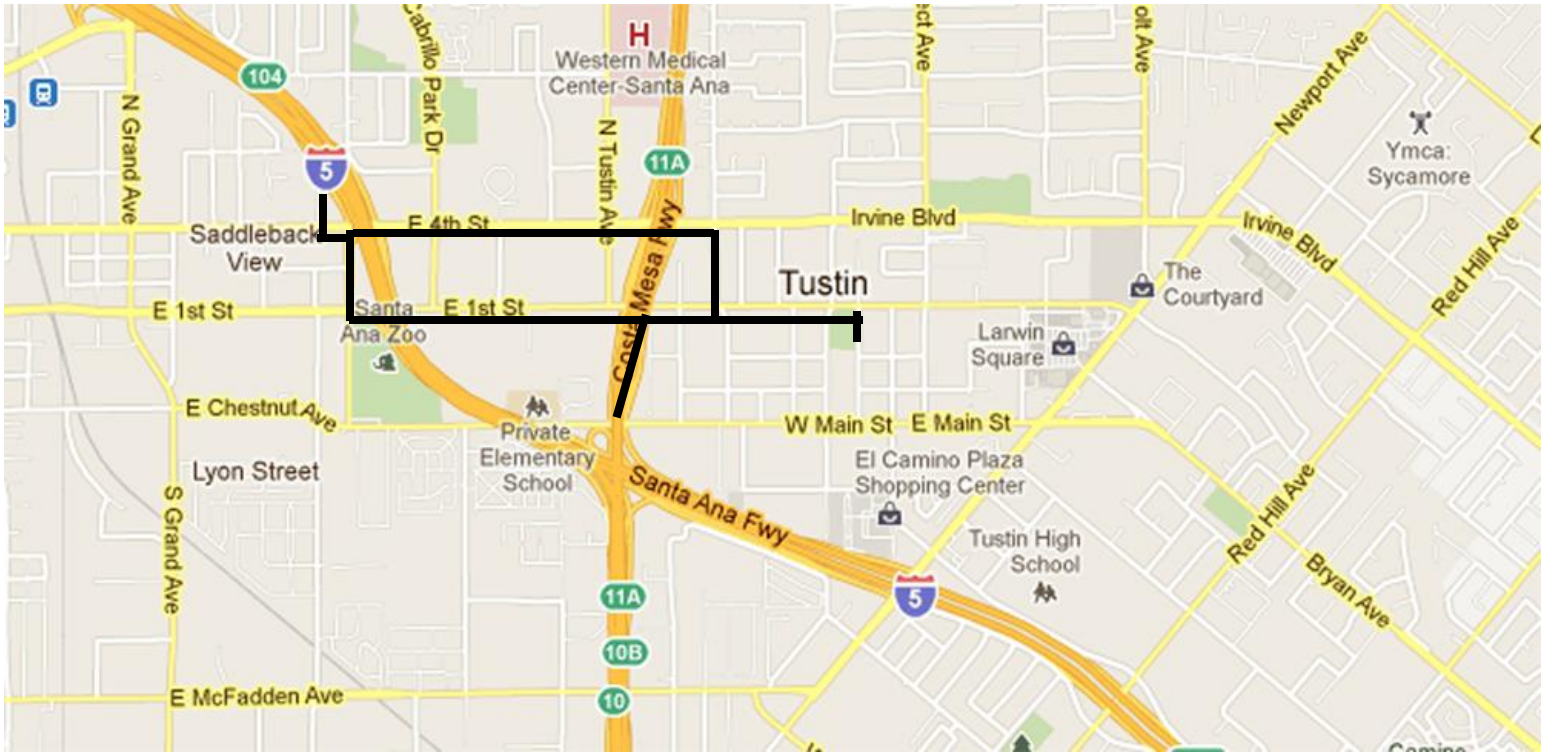 Cabrillo Park Dr
ct Ave
olt Ave
H
Western Medical
Center-Santa Ana
Newport Ave
104
N Grand Ave
N Tustin Ave
11A
5
Ymca:
Sycamore
E 4th St
Irvine Blvd
Irvine Blvd
Saddleback
View
Costa Mesa Fwy
Red Hill Ave
Tustin
The
Courtyard
E 1st St
Santa
Ana Zoo
E 1st St
Larwin
Square
E Chestnut Ave
Private
Elementary
School
W Main St
E Main St
Lyon Street
El Camino Plaza
Shopping Center
S Grand Ave
Santa Ana Fwy
Red Hill Ave
Tustin High
School
Bryan Ave
11A
5
10B
E McFadden Ave
10